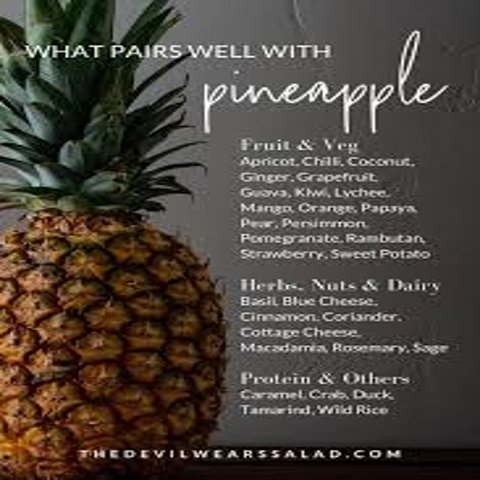 WHAT PAIRS WELL WITH
pineapple
Fruit & Veg
Apricot, Chilli, Coconut,
Ginger, Grapefruit,
Guava, Kiwi, Lychee,
Mango, Orange, Papaya,
Pear, Persimmon,
Pomegranate, Rambutan,
Strawberry, Sweet Potato
Herbs, Nuts & Dairy
Basil, Blue Cheese,
Cinnamon, Coriander,
Cottage Cheese,
Macadamia, Rosemary, Sage
Protein & Others
Caramel, Crab, Duck,
Tamarind, Wild Rice
THEDEVILWEARSSALAD.COM